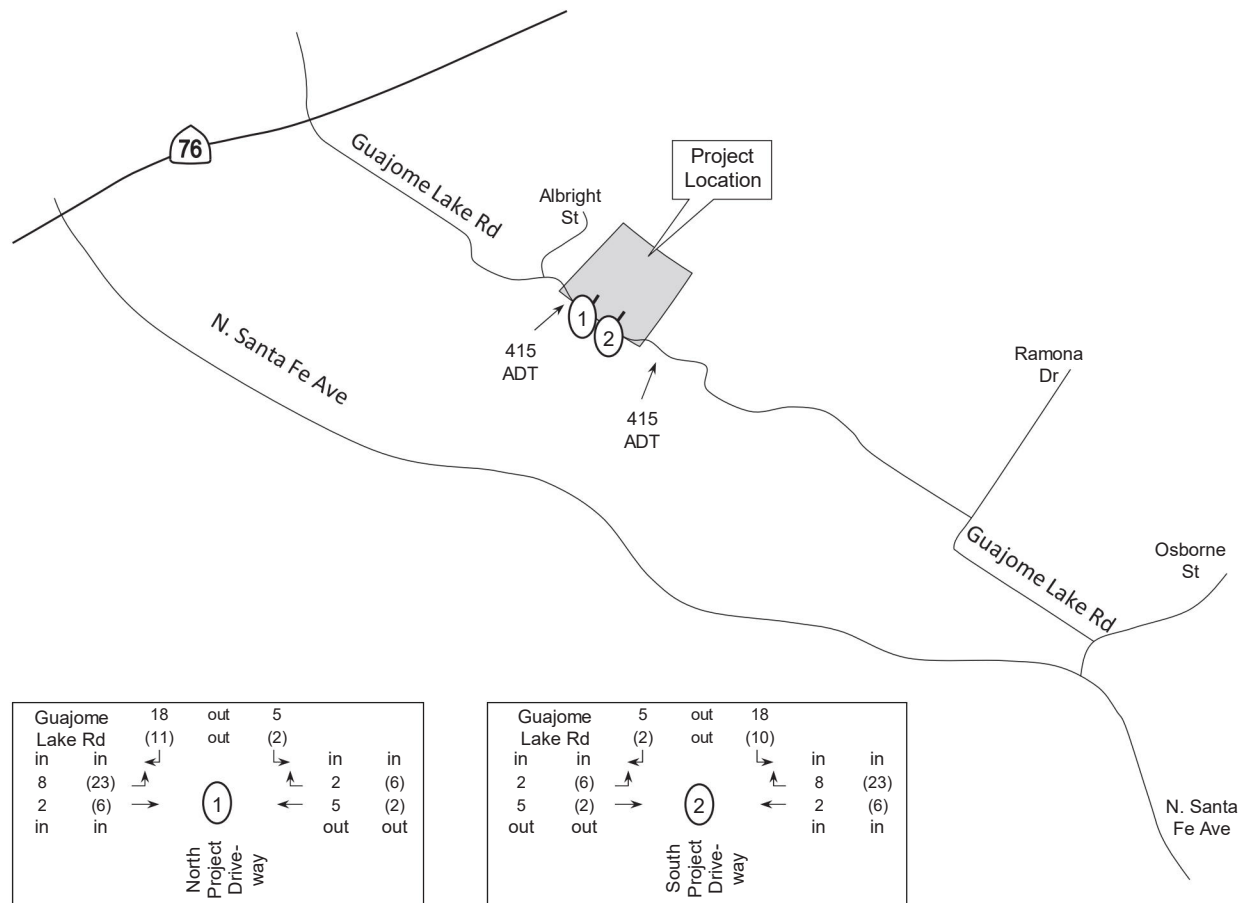 76
Guajome Lake Rd
Albright
St
Project
Location
1
2
415
ADT
415
ADT
N. Santa Fe Ave
Ramona
Dr
Guajome Lake Rd
Osborne
St
N. Santa
Fe Ave
Guajome 18 out 5
Lake Rd (11) out (2)
in in in in
8 (23) 2 (6)
2 (6) 1 5 (2)
in in out out
North
Project
Drive-
way
Guajome 5 out 18
Lake Rd (2) out (10)
in in in in
2 (6) 8 (23)
5 (2) 2 2 (6)
out out in in
South
Project
Drive-
way